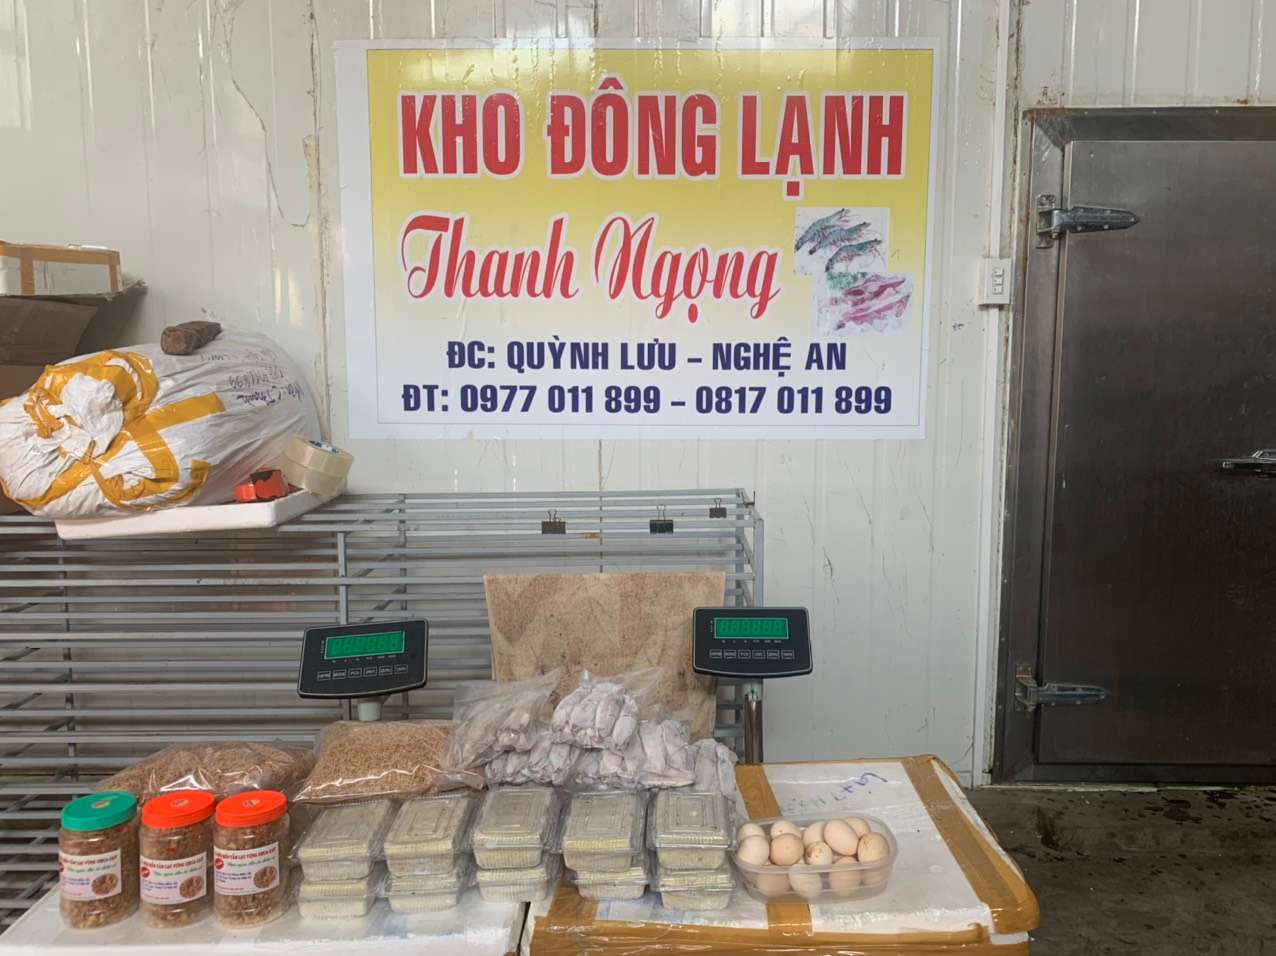 KHO ĐÔNG LẠNH
Thanh Ngọng
ĐC: QUỲNH LƯU - NGHỆ AN
ĐT: 0977 011 899 - 0817 011 899